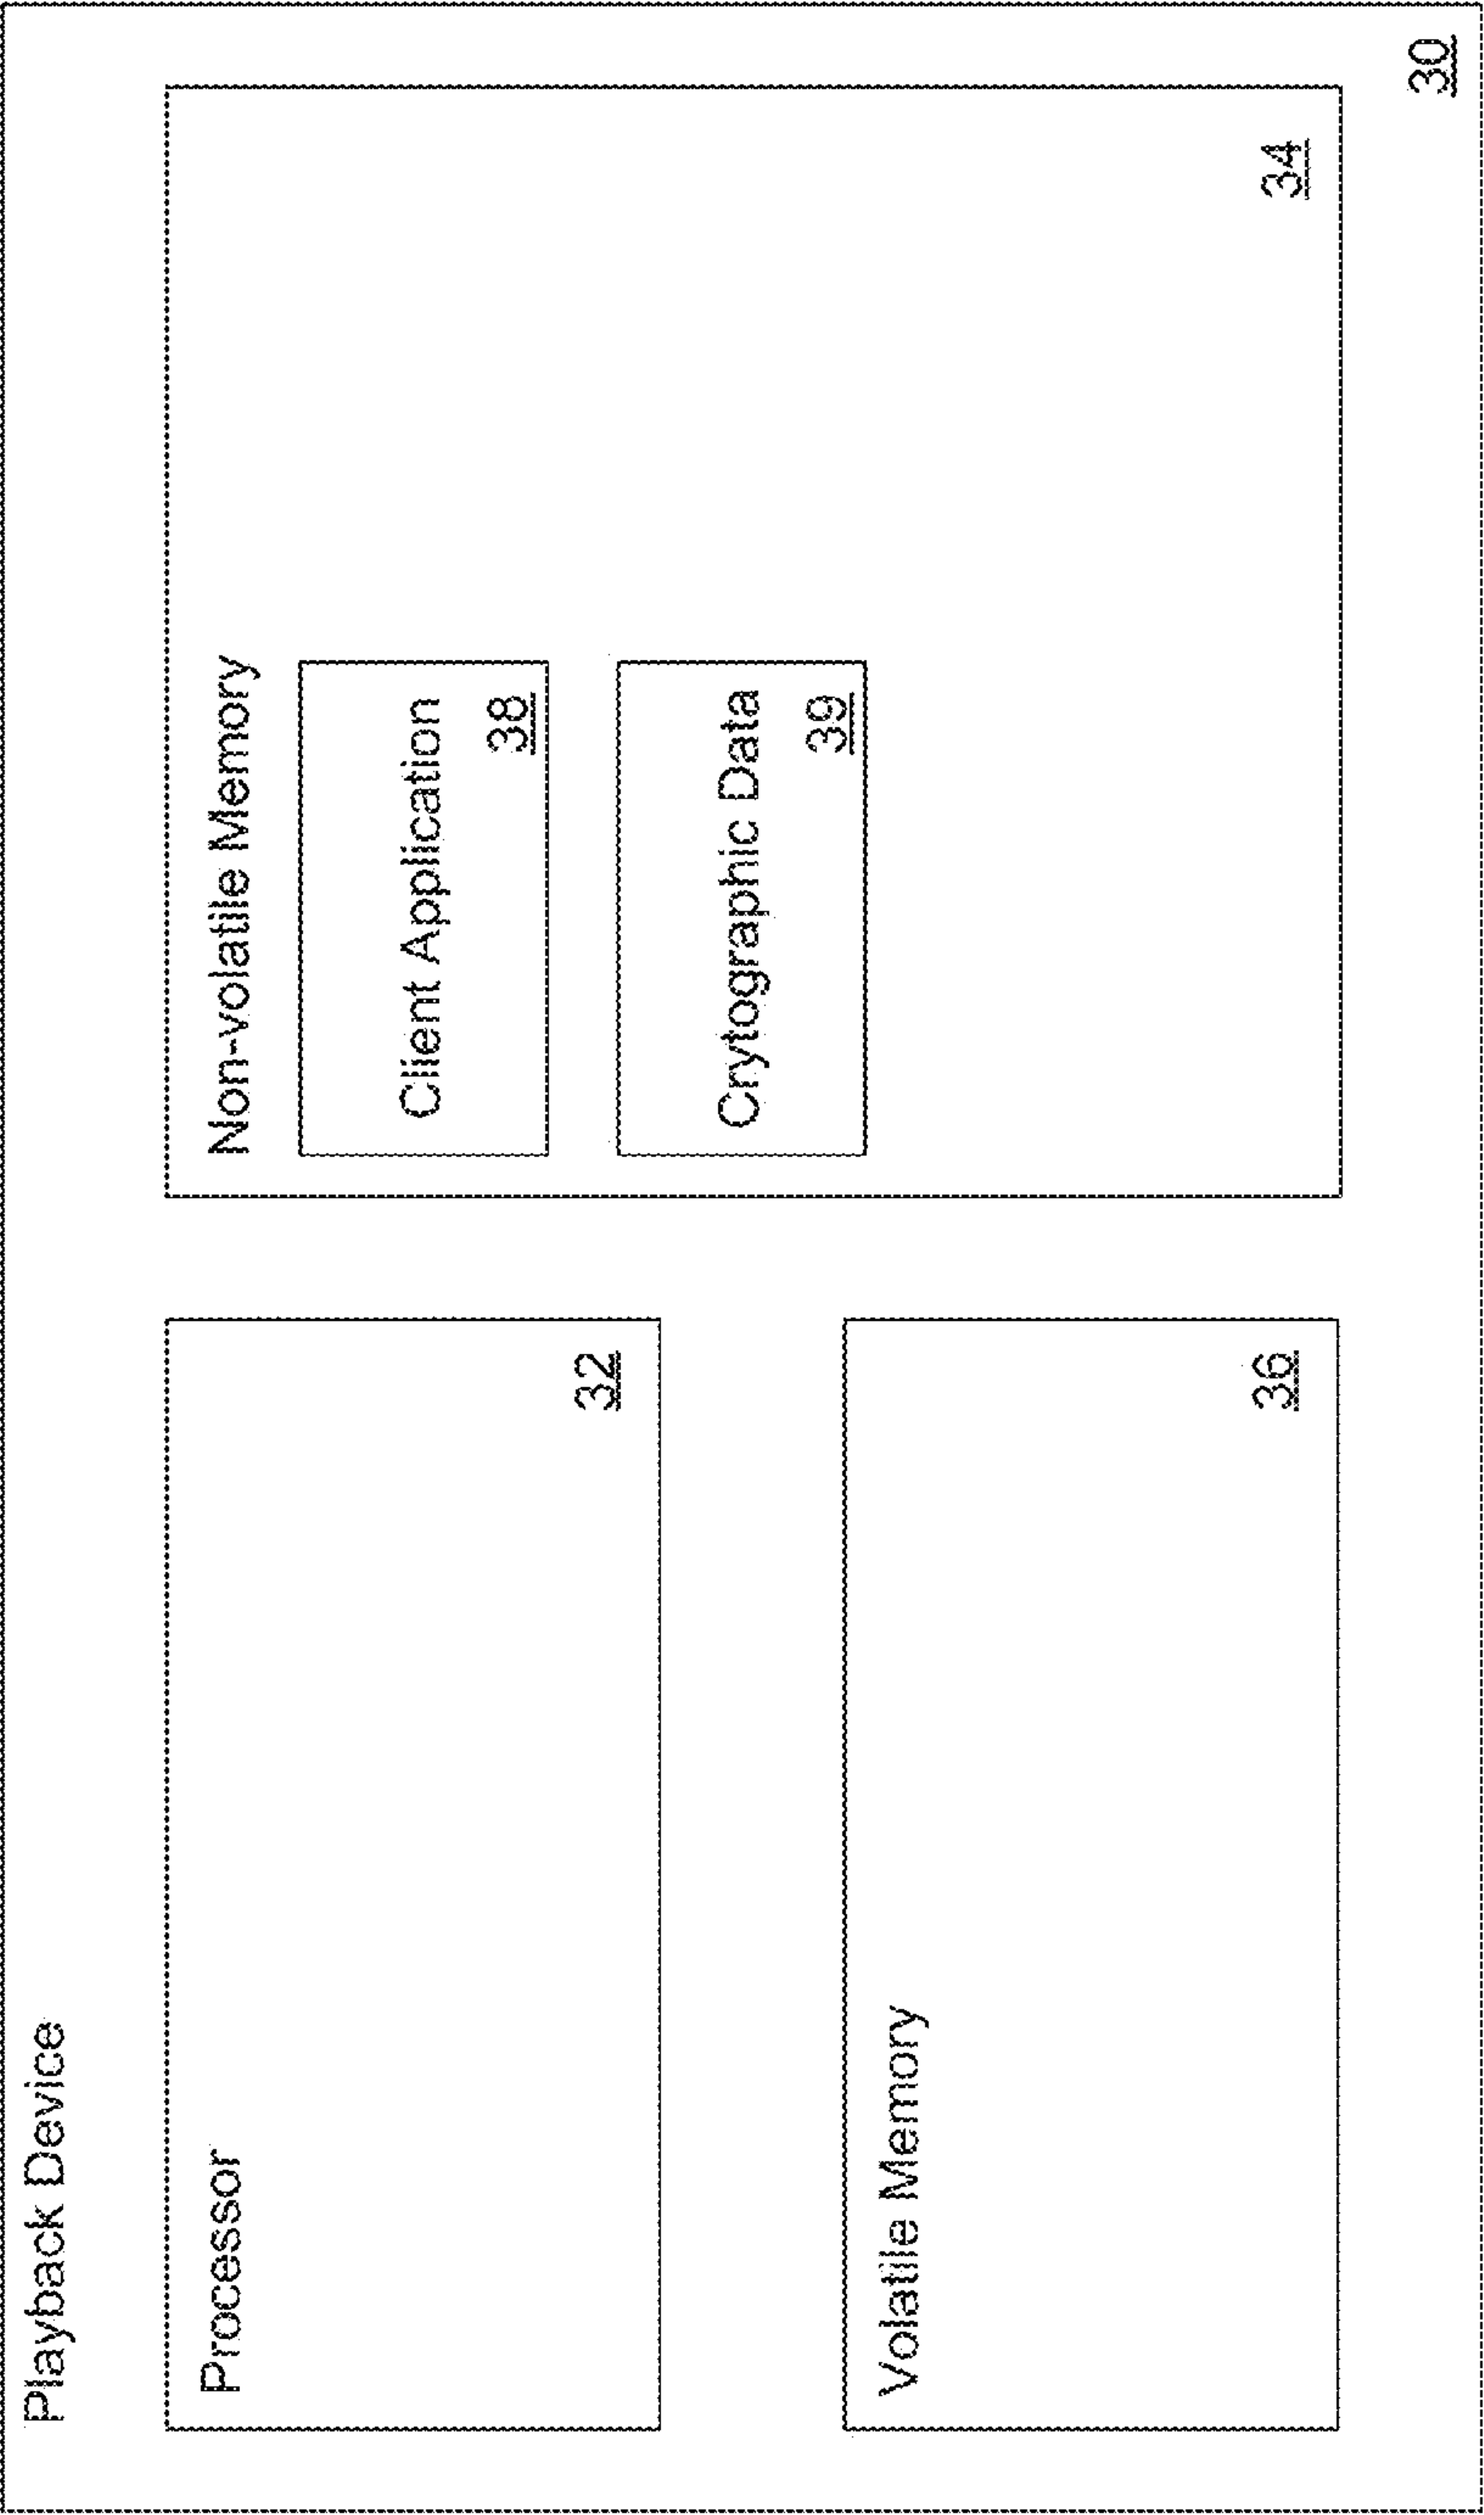 Playback Device
Processor
32
Volatile Memory
36
Non-volatile Memory
Client Application
38
Crytographic Data
39
34
30